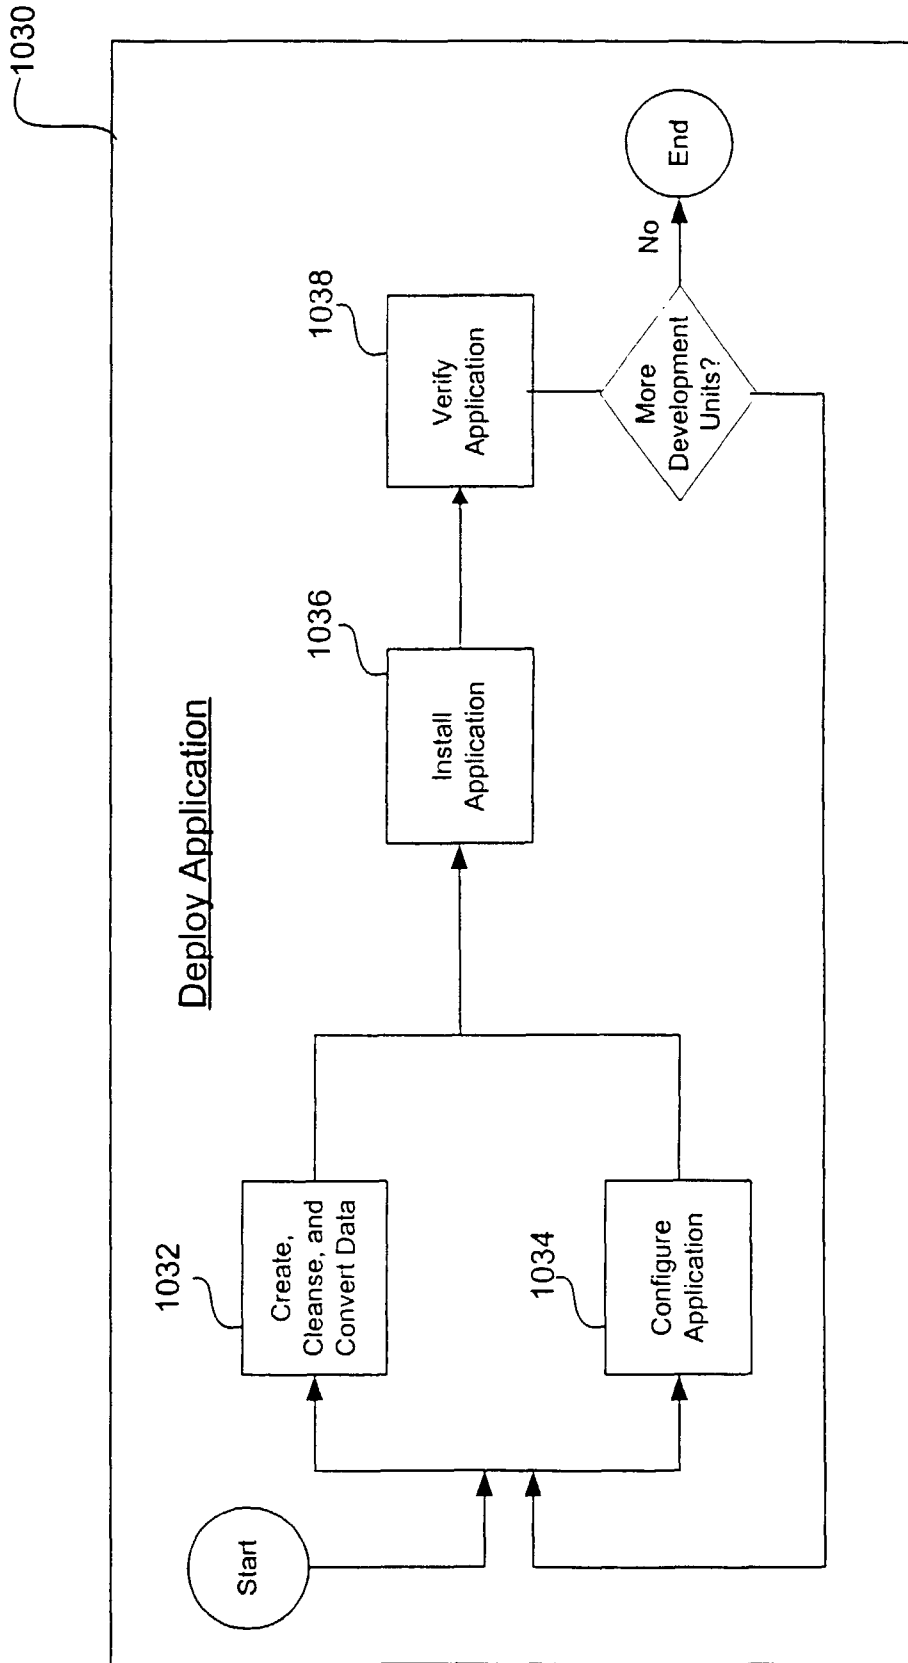 1030
Deploy Application
Start
1032
Create,
Cleanse, and
Convert Data
1034
Configure
Application
1036
Install
Application
1038
Verify
Application
More
Development
Units?
No
End